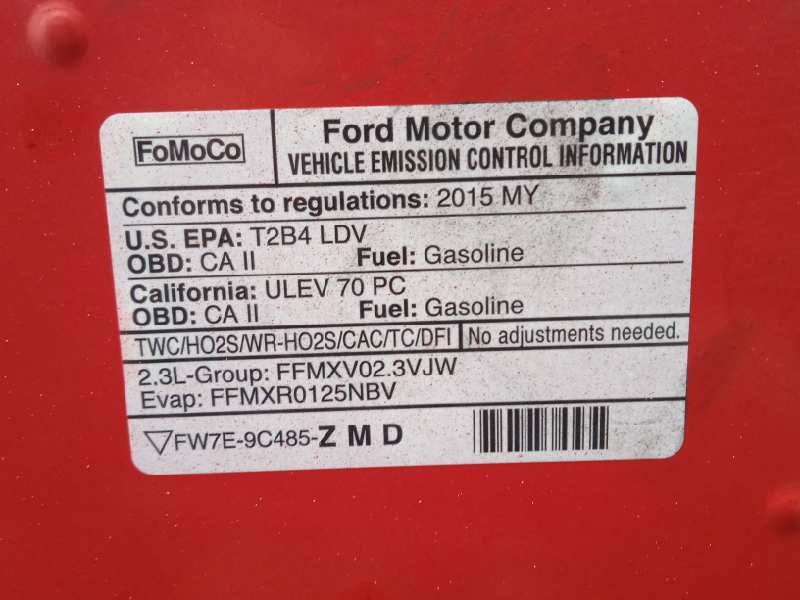 FoMoCo
Ford Motor Company
VEHICLE EMISSION CONTROL INFORMATION
Conforms to regulations: 2015 MY
U.S. EPA: T2B4 LDV
OBD: CA II Fuel: Gasoline
California: ULEV 70 PC
OBD: CA II Fuel: Gasoline
TWC/HO2S/WR-HO2S/CAC/TC/DFI No adjustments needed.
2.3L-Group: FFMXV02.3VJW
Evap: FFMXR0125NBV
FW7E-9C485-Z M D